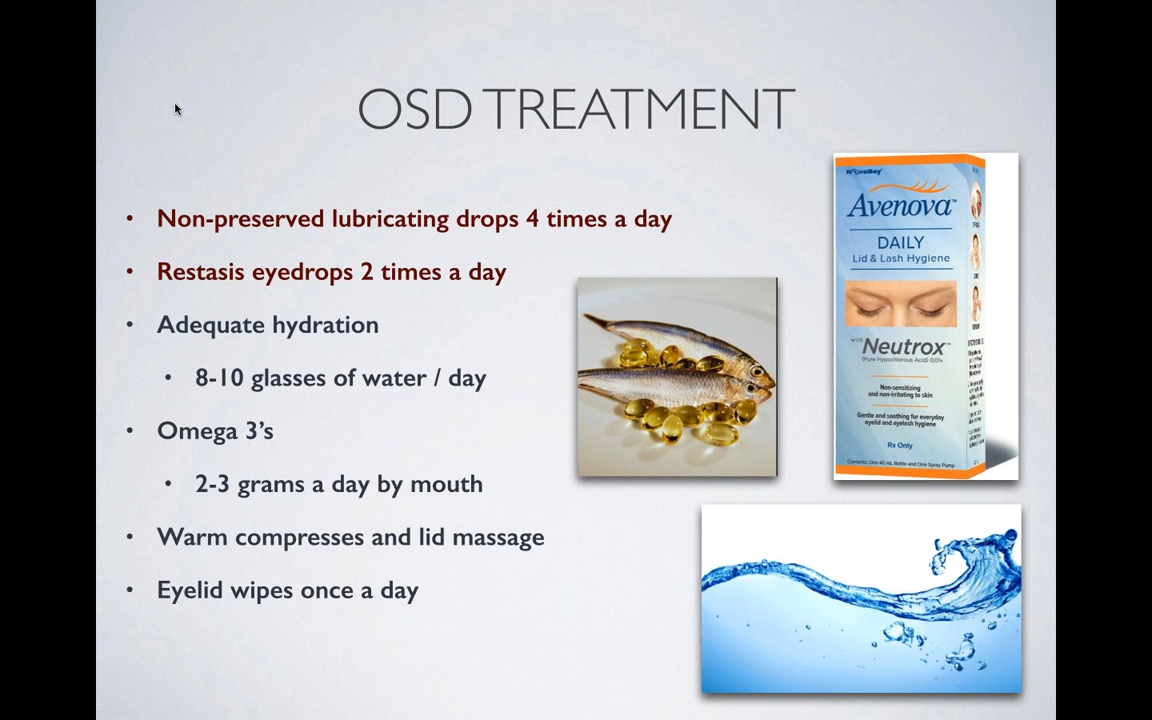 OSD TREATMENT
• Non-preserved lubricating drops 4 times a day
• Restasis eyedrops 2 times a day
• Adequate hydration
• 8-10 glasses of water / day
• Omega 3's
• 2-3 grams a day by mouth
• Warm compresses and lid massage
• Eyelid wipes once a day
NovaBay
Avenova™
DAILY
Lid & Lash Hygiene
with Neutrox™
(Pure Hypochlorous Acid) 0.01%
Non-sensitizing
and non-irritating to skin
Gentle and soothing for everyday
eyelid and eyelash hygiene
Rx Only
Contents: One 40 mL Bottle and One Spray Pump